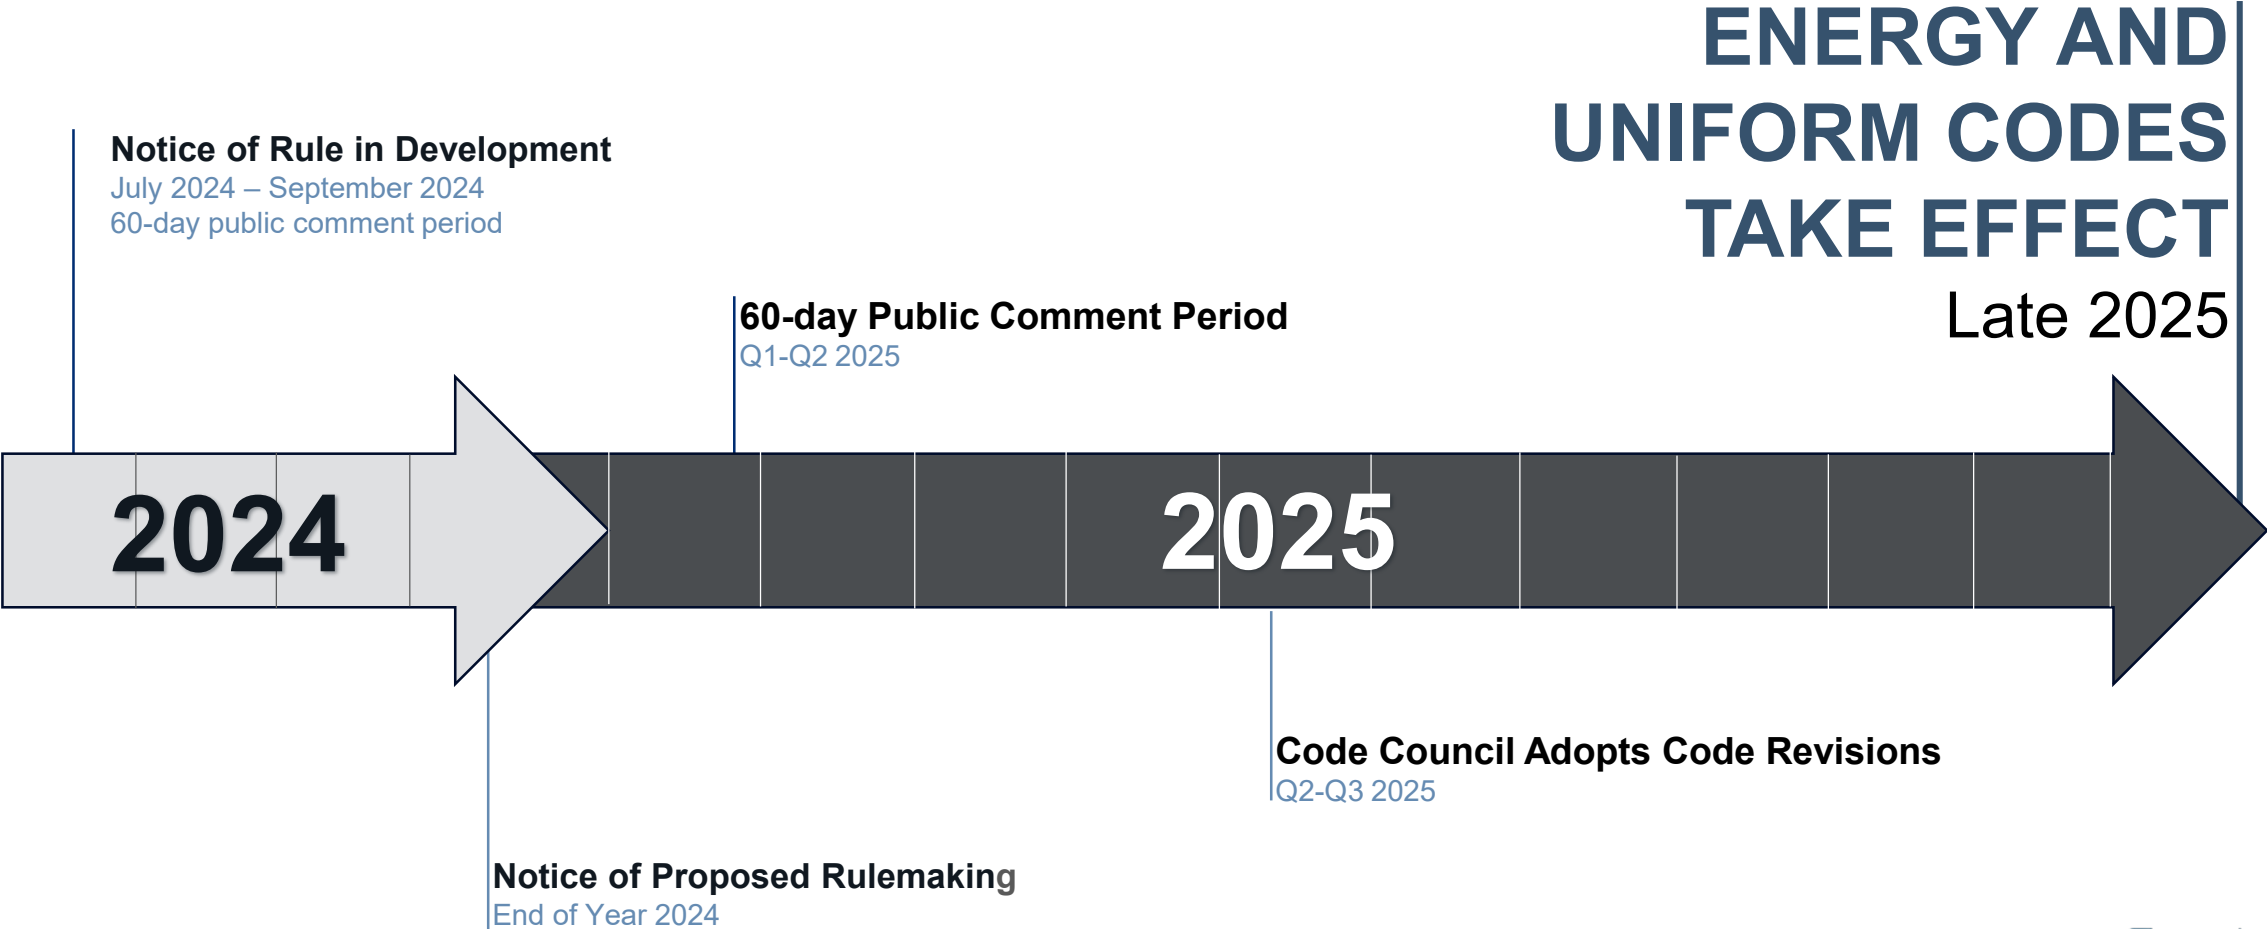 ENERGY AND
UNIFORM CODES
TAKE EFFECT
Late 2025
Notice of Rule in Development
July 2024 – September 2024
60-day public comment period
60-day Public Comment Period
Q1-Q2 2025
2024
2025
Code Council Adopts Code Revisions
Q2-Q3 2025
Notice of Proposed Rulemaking
End of Year 2024